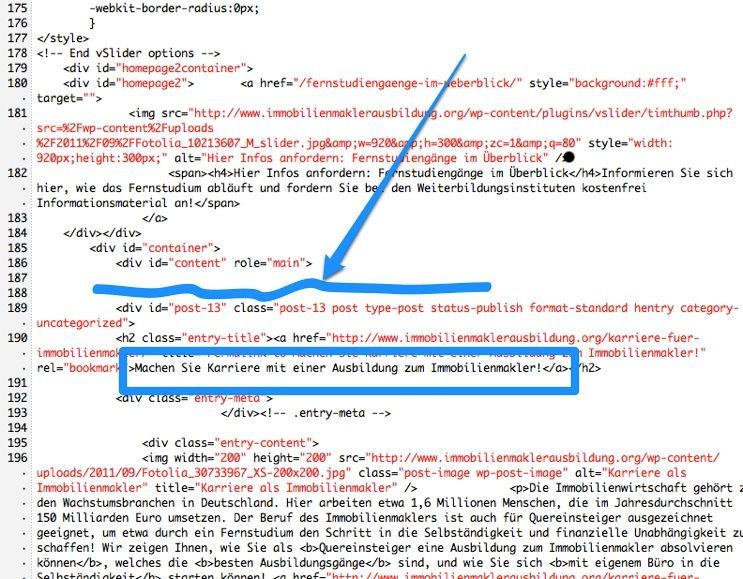 175 -webkit-border-radius:0px;
176 }
177 </style>
178 <!-- End vSlider options -->
179 <div id="homepage2container">
180 <div id="homepage2"> <a href="/fernstudiengaenge-im-ueberblick/" style="background:#fff;"
· target="">
181 <img src="http://www.immobilienmaklerausbildung.org/wp-content/plugins/vslider/timthumb.php?
· src=%2Fwp-content%2Fuploads
· %2F2011%2F09%2FFotolia_10213607_M_slider.jpg&amp;w=920&amp;h=300&amp;zc=1&amp;q=80" style="width:
· 920px;height:300px;" alt="Hier Infos anfordern: Fernstudiengänge im Überblick" />
182 <span><h4>Hier Infos anfordern: Fernstudiengänge im Überblick</h4>Informieren Sie sich
· hier, wie das Fernstudium abläuft und fordern Sie bei den Weiterbildungsinstituten kostenfrei
· Informationsmaterial an!</span>
183 </a>
184 </div></div>
185 <div id="container">
186 <div id="content" role="main">
187
188
189 <div id="post-13" class="post-13 post type-post status-publish format-standard hentry category-
· uncategorized">
190 <h2 class="entry-title"><a href="http://www.immobilienmaklerausbildung.org/karriere-fuer-
· title="Permalink to Machen Sie Karriere mit einer Ausbildung zum Immobilienmakler!"
· rel="bookmark">Machen Sie Karriere mit einer Ausbildung zum Immobilienmakler!</a></h2>
191
192 <div class="entry-meta">
193 </div><!-- .entry-meta -->
194
195 <div class="entry-content">
196 <img width="200" height="200" src="http://www.immobilienmaklerausbildung.org/wp-content/
· uploads/2011/09/Fotolia_30733967_XS-200x200.jpg" class="post-image wp-post-image" alt="Karriere als
· Immobilienmakler" title="Karriere als Immobilienmakler" /> <p>Die Immobilienwirtschaft gehört z
· den Wachstumsbranchen in Deutschland. Hier arbeiten etwa 1,6 Millionen Menschen, die im Jahresdurchschnitt
· 150 Milliarden Euro umsetzen. Der Beruf des Immobilienmaklers ist auch für Quereinsteiger ausgezeichnet
· geeignet, um etwa durch ein Fernstudium den Schritt in die Selbständigkeit und finanzielle Unabhängigkeit zu
· schaffen! Wir zeigen Ihnen, wie Sie als <b>Quereinsteiger eine Ausbildung zum Immobilienmakler absolvieren
· können</b>, welches die <b>besten Ausbildungsgänge</b> sind, und wie Sie sich <b>mit eigenem Büro in die
· Selbständigkeit</b> starten können! <a href="http://www.immobilienmaklerausbildung.org/